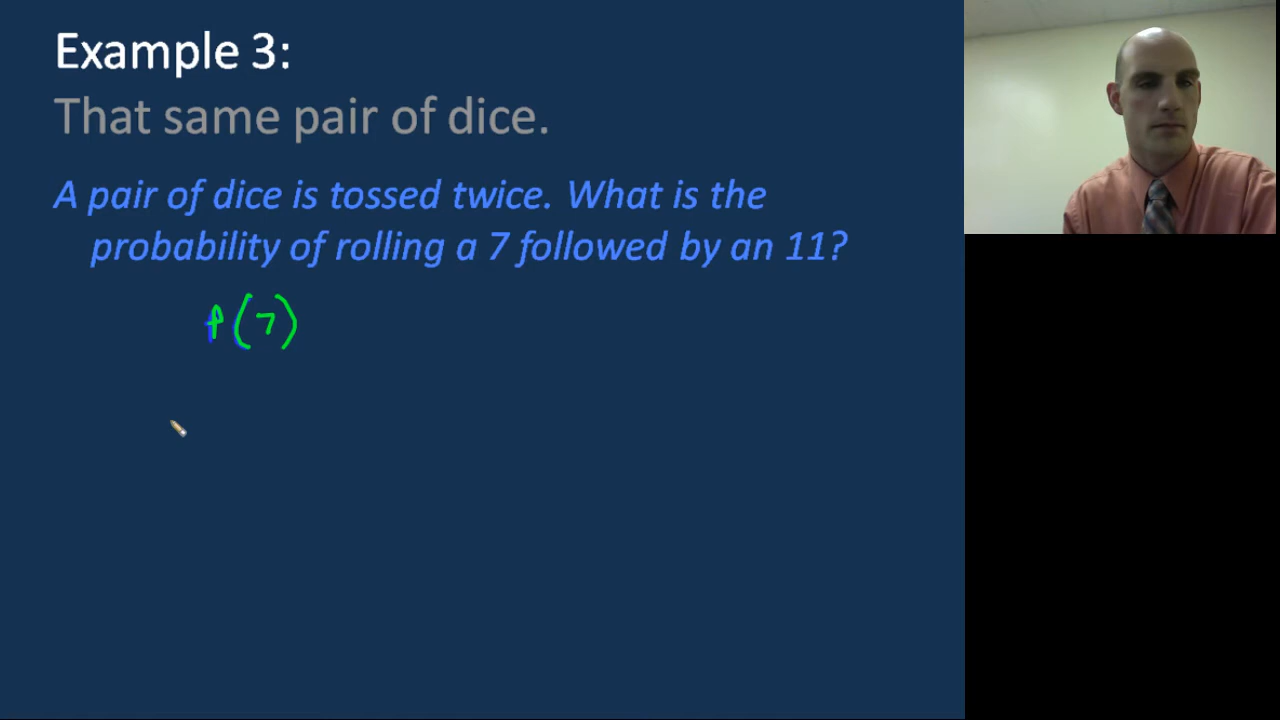 Example 3:
That same pair of dice.
A pair of dice is tossed twice. What is the
probability of rolling a 7 followed by an 11?
P(7)